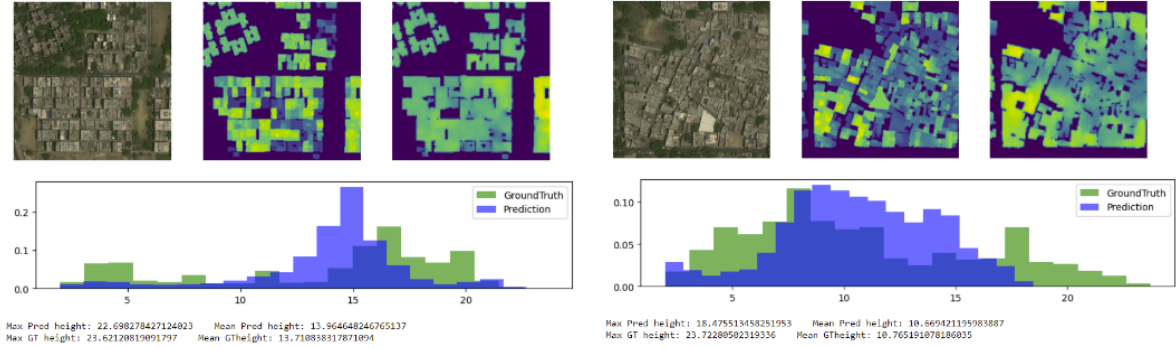 GroundTruth
Prediction
0.2
0.1
0.0
5
10
15
20
Max Pred height: 22.698278427124023 Mean Pred height: 13.964648246765137
Max GT height: 23.62120819091797 Mean GTheight: 13.710838317871094
GroundTruth
Prediction
0.10
0.05
0.00
5
10
15
20
Max Pred height: 18.475513458251953 Mean Pred height: 10.669421195983887
Max GT height: 23.72280502319336 Mean GTheight: 10.765191078186035